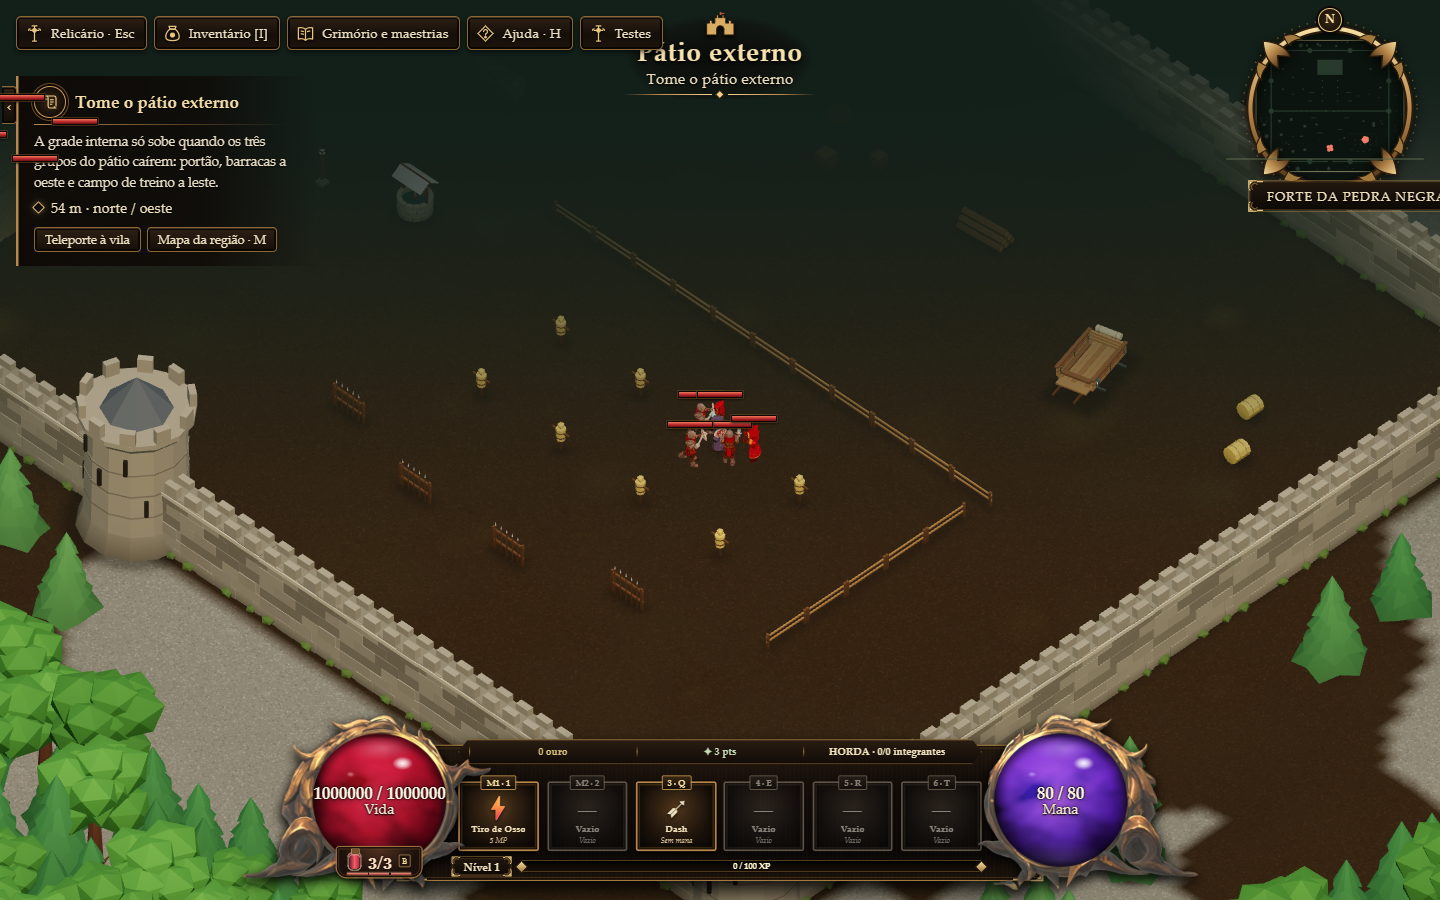 Relicário · Esc
Inventário [I]
Grimório e maestrias
Ajuda · H
Testes
Pátio externo
Tome o pátio externo
N
FORTE DA PEDRA NEGRA
Tome o pátio externo
A grade interna só sobe quando os três
grupos do pátio caírem: portão, barracas a
oeste e campo de treino a leste.
54 m · norte / oeste
Teleporte à vila
Mapa da região · M
0 ouro
3 pts
HORDA · 0/0 integrantes
1000000 / 1000000
Vida
3/3
B
M1 · 1
Tiro de Osso
5 MP
M2 · 2
Vazio
Vazio
3 · Q
Dash
Sem mana
4 · E
Vazio
Vazio
5 · R
Vazio
Vazio
6 · T
Vazio
Vazio
80 / 80
Mana
Nível 1
0 / 100 XP